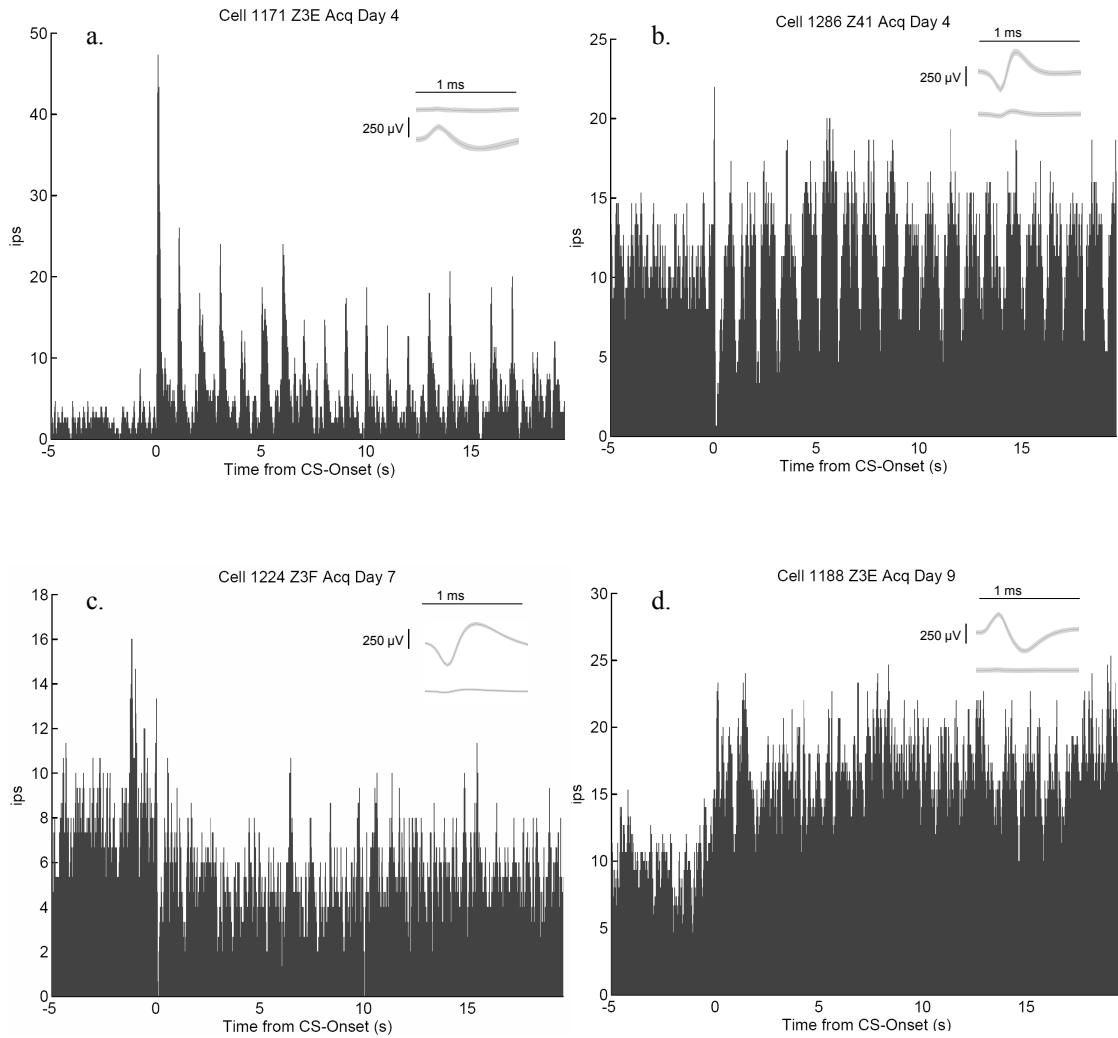 Cell 1171 Z3E Acq Day 4
a.
50
40
30
20
10
0
ips
1 ms
250 µV
-5 0 5 10 15
Time from CS-Onset (s)
Cell 1286 Z41 Acq Day 4
b.
25
20
15
10
5
0
ips
1 ms
250 µV
-5 0 5 10 15
Time from CS-Onset (s)
Cell 1224 Z3F Acq Day 7
c.
18
16
14
12
10
8
6
4
2
0
ips
1 ms
250 µV
-5 0 5 10 15
Time from CS-Onset (s)
Cell 1188 Z3E Acq Day 9
d.
30
25
20
15
10
5
0
ips
1 ms
250 µV
-5 0 5 10 15
Time from CS-Onset (s)